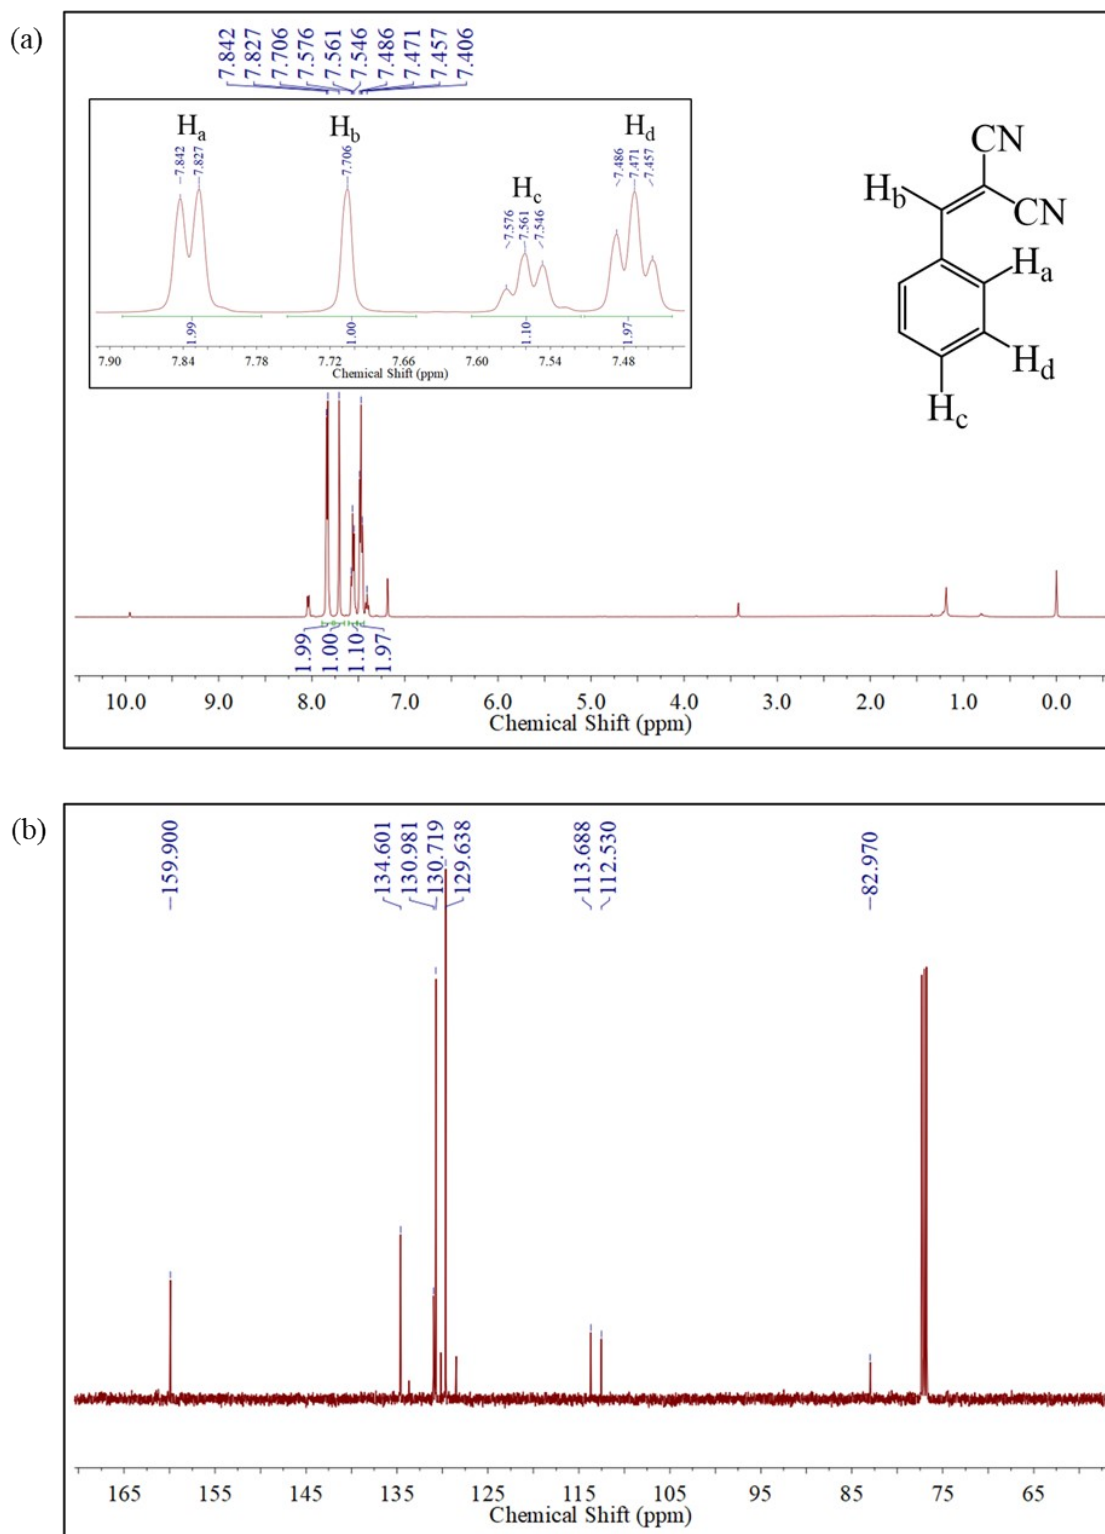 (a)
7.842
7.827
7.706
7.576
7.561
7.546
7.486
7.471
7.457
7.406
Ha
Hb
Hc
Hd
7.842
7.827
7.706
7.576
7.561
7.546
7.486
7.471
7.457
1.99
1.00
1.10
1.97
7.90 7.84 7.78 7.72 7.66 7.60 7.54 7.48
Chemical Shift (ppm)
CN
Hb
CN
Ha
Hd
Hc
1.99
1.00
1.10
1.97
10.0 9.0 8.0 7.0 6.0 5.0 4.0 3.0 2.0 1.0 0.0
Chemical Shift (ppm)
(b)
159.900
134.601
130.981
130.719
129.638
113.688
112.530
82.970
165 155 145 135 125 115 105 95 85 75 65
Chemical Shift (ppm)